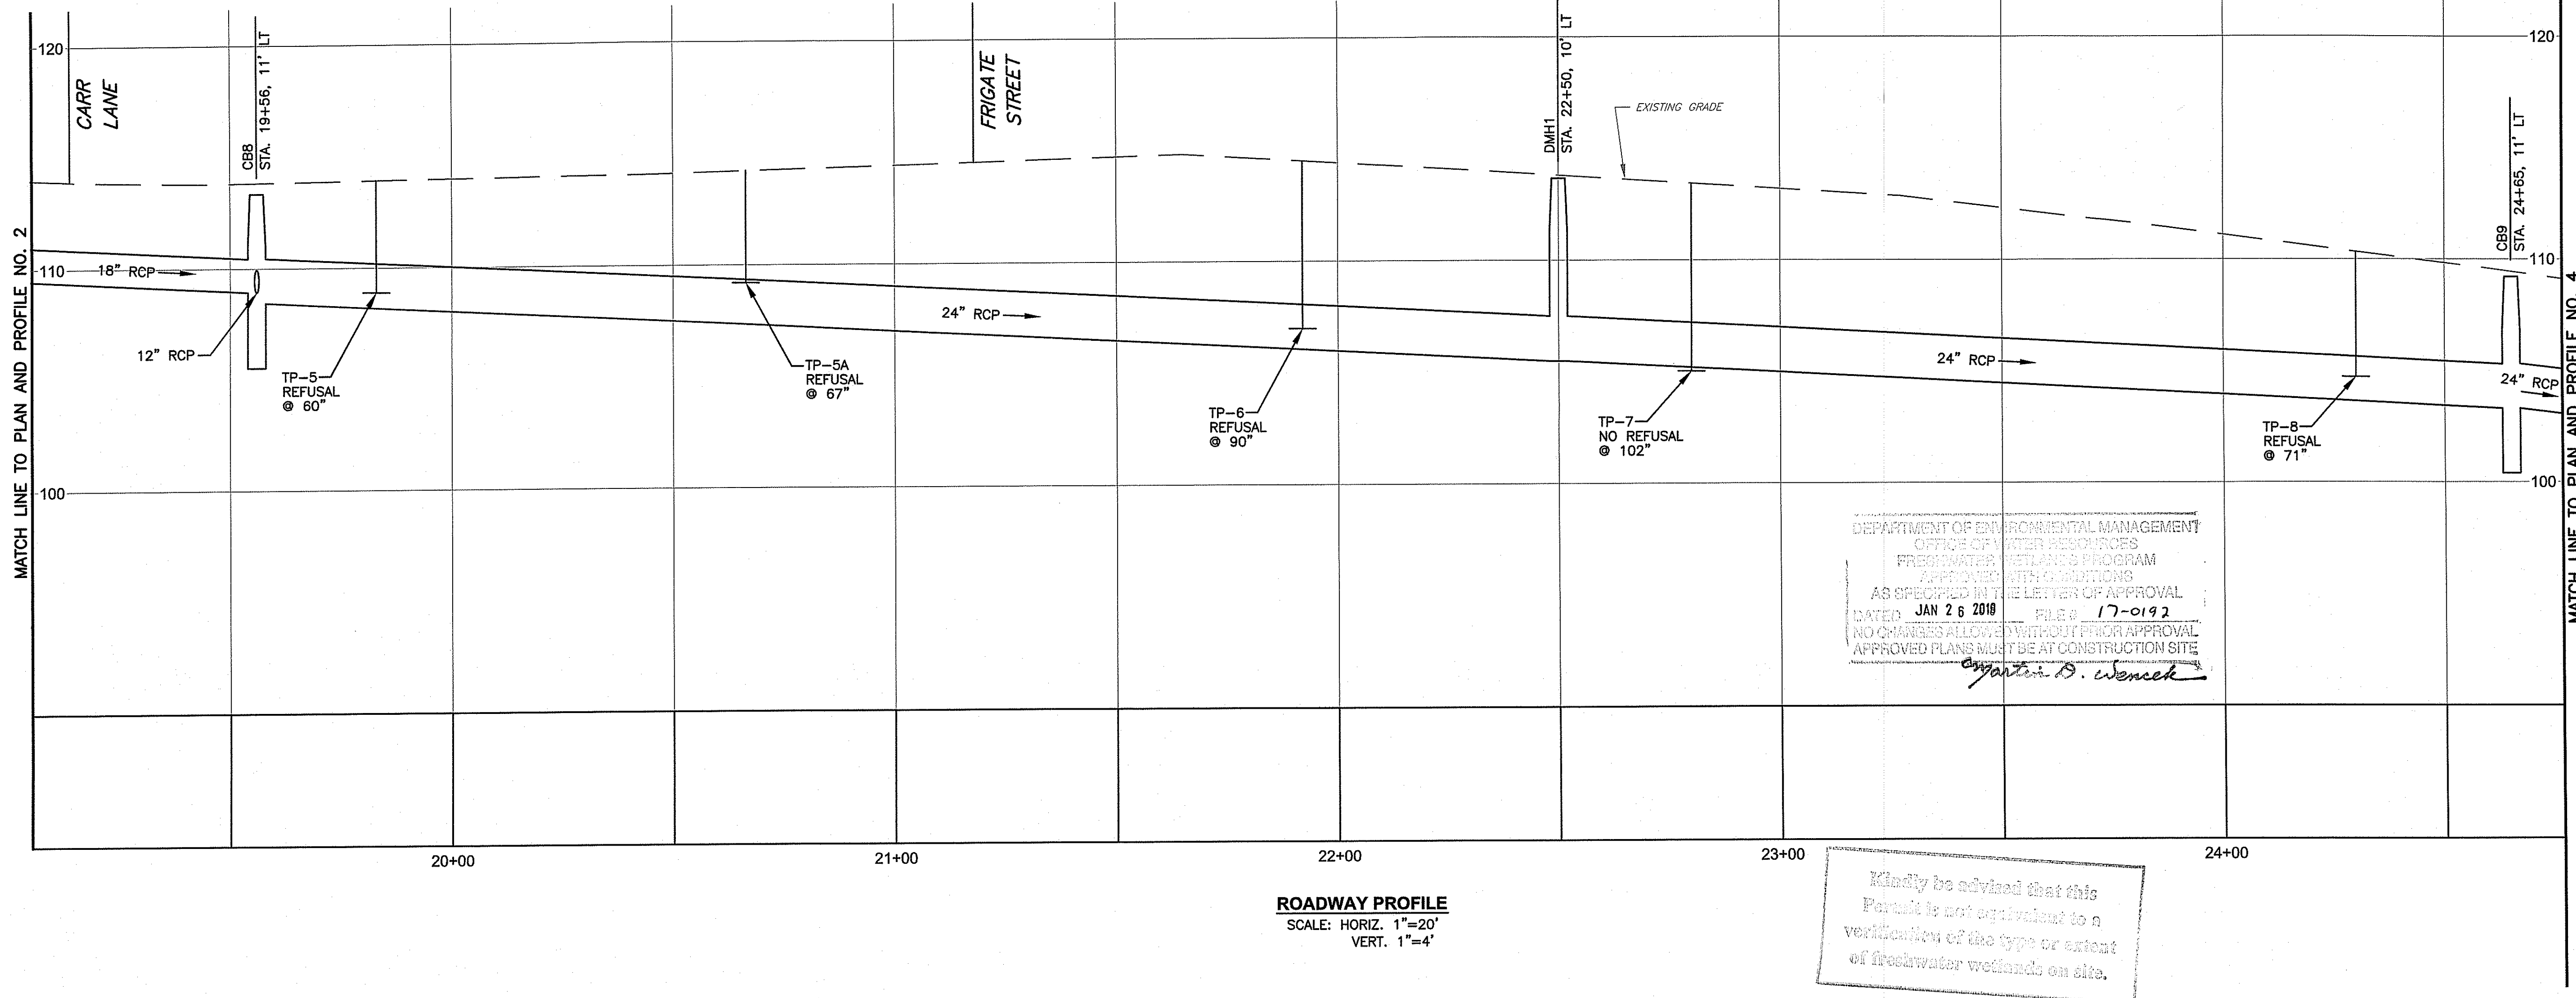 MATCH LINE TO PLAN AND PROFILE NO. 2
120
110
100
CARR
LANE
CB8
STA. 19+56, 11' LT
FRIGATE
STREET
DMH1
STA. 22+50, 10' LT
EXISTING GRADE
CB9
STA. 24+65, 11' LT
120
110
100
MATCH LINE TO PLAN AND PROFILE NO. 4
18" RCP
12" RCP
TP-5
REFUSAL
@ 60"
TP-5A
REFUSAL
@ 67"
24" RCP
TP-6
REFUSAL
@ 90"
TP-7
NO REFUSAL
@ 102"
24" RCP
TP-8
REFUSAL
@ 71"
24" RCP
DEPARTMENT OF ENVIRONMENTAL MANAGEMENT
OFFICE OF WATER RESOURCES
FRESHWATER WETLANDS PROGRAM
APPROVED WITH CONDITIONS
AS SPECIFIED IN THE LETTER OF APPROVAL
DATED JAN 26 2018 FILE # 17-0192
NO CHANGES ALLOWED WITHOUT PRIOR APPROVAL
APPROVED PLANS MUST BE AT CONSTRUCTION SITE
Martin D. Wencek
20+00
21+00
22+00
23+00
24+00
ROADWAY PROFILE
SCALE: HORIZ. 1"=20'
VERT. 1"=4'
Kindly be advised that this
Permit is not equivalent to a
verification of the type or extent
of freshwater wetlands on site.